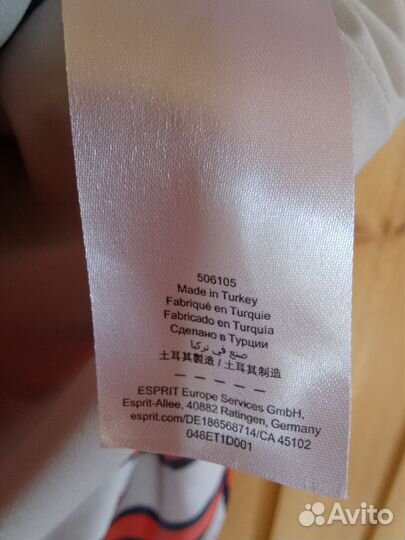 506105
Made in Turkey
Fabriqué en Turquie
Fabricado en Turquía
Сделано в Турции
صنع في تركيا
土耳其製造 / 土耳其制造
– – – – –
ESPRIT Europe Services GmbH,
Esprit-Allee, 40882 Ratingen, Germany
esprit.com/DE186568714/CA 45102
048ET1D001
Avito